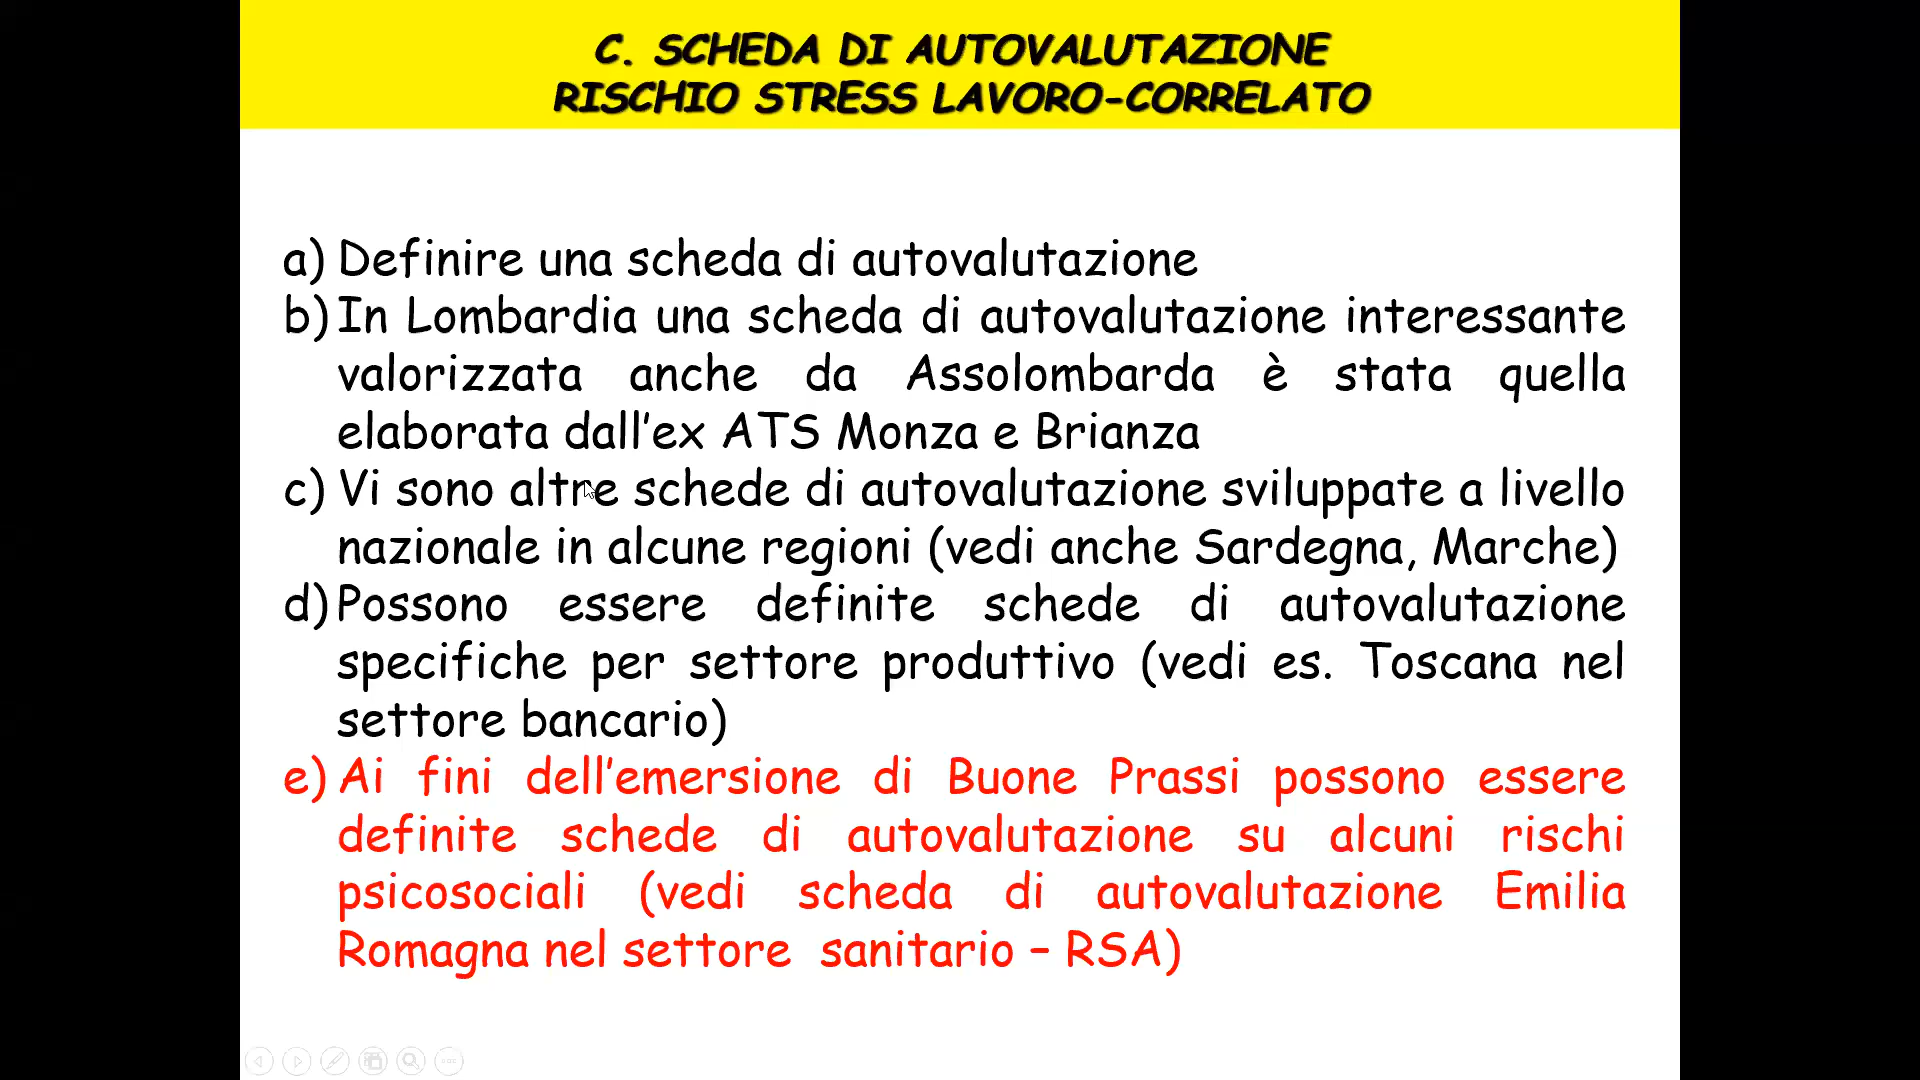 C. SCHEDA DI AUTOVALUTAZIONE
RISCHIO STRESS LAVORO-CORRELATO
a) Definire una scheda di autovalutazione
b) In Lombardia una scheda di autovalutazione interessante
valorizzata anche da Assolombarda è stata quella
elaborata dall'ex ATS Monza e Brianza
c) Vi sono altre schede di autovalutazione sviluppate a livello
nazionale in alcune regioni (vedi anche Sardegna, Marche)
d) Possono essere definite schede di autovalutazione
specifiche per settore produttivo (vedi es. Toscana nel
settore bancario)
e) Ai fini dell'emersione di Buone Prassi possono essere
definite schede di autovalutazione su alcuni rischi
psicosociali (vedi scheda di autovalutazione Emilia
Romagna nel settore sanitario – RSA)